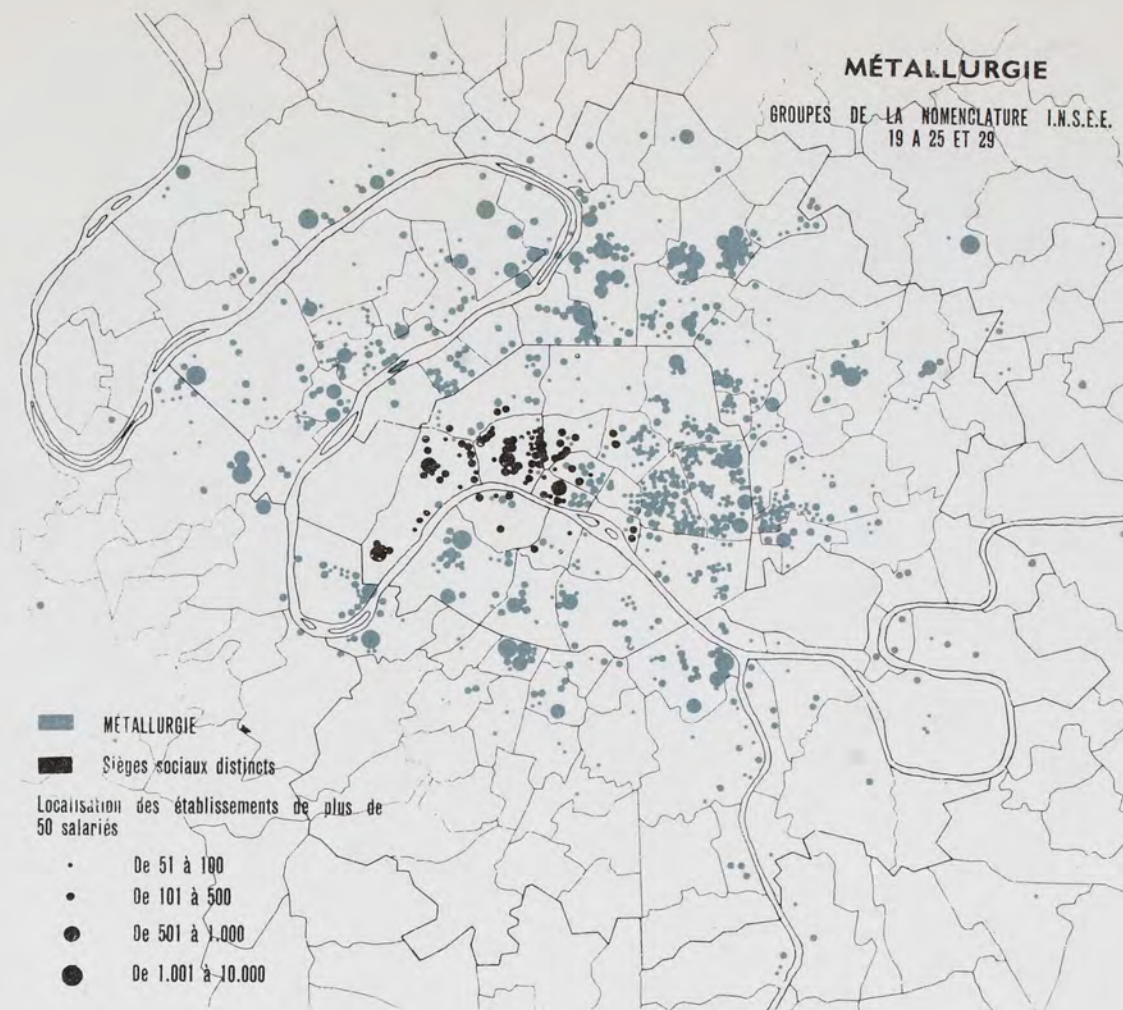 MÉTALLURGIE
GROUPES DE LA NOMENCLATURE I.N.S.E.E.
19 A 25 ET 29
MÉTALLURGIE
Sièges sociaux distincts
Localisation des établissements de plus de
50 salariés
De 51 à 100
De 101 à 500
De 501 à 1.000
De 1.001 à 10.000